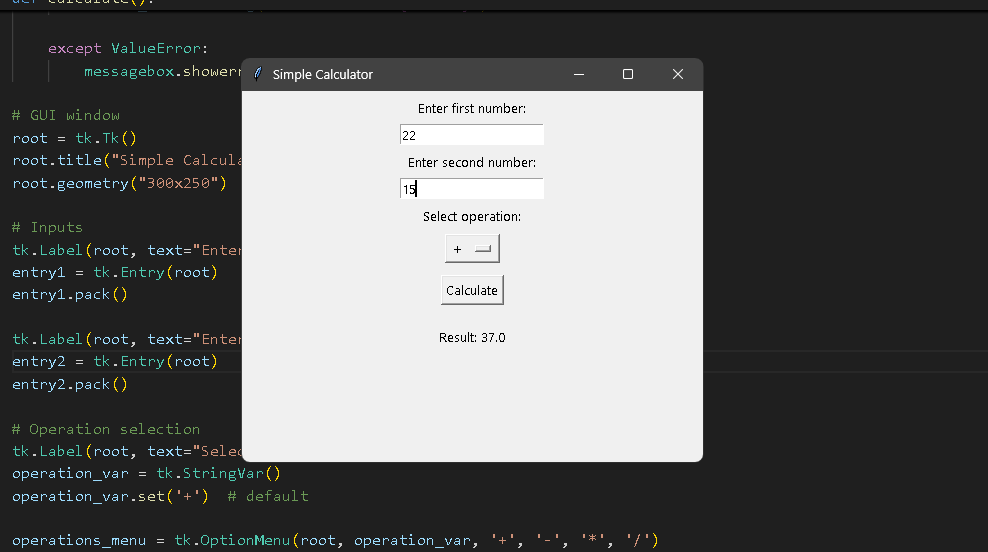 def calculate():
except ValueError:
messagebox.showerr
# GUI window
root = tk.Tk()
root.title("Simple Calcula
root.geometry("300x250")
# Inputs
tk.Label(root, text="Enter
entry1 = tk.Entry(root)
entry1.pack()
tk.Label(root, text="Enter
entry2 = tk.Entry(root)
entry2.pack()
# Operation selection
tk.Label(root, text="Selec
operation_var = tk.StringVar()
operation_var.set('+')  # default
operations_menu = tk.OptionMenu(root, operation_var, '+', '-', '*', '/')
Simple Calculator
Enter first number:
22
Enter second number:
15
Select operation:
+
Calculate
Result: 37.0